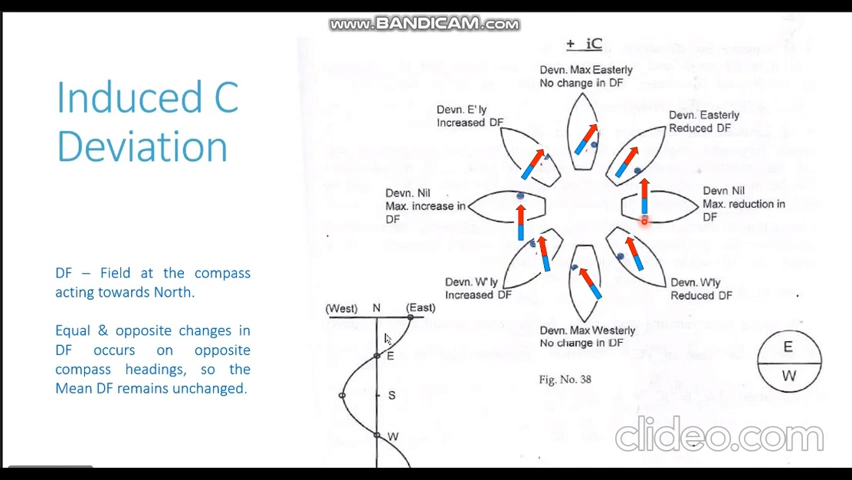 www.BANDICAM.com
Induced C
Deviation
DF – Field at the compass
acting towards North.
Equal & opposite changes in
DF occurs on opposite
compass headings, so the
Mean DF remains unchanged.
+ iC
Devn. Max Easterly
No change in DF
Devn. E'ly
Increased DF
Devn. Easterly
Reduced DF
Devn. Nil
Max. increase in
DF
Devn Nil
Max. reduction in
DF
Devn. W'ly
Increased DF
Devn. W'ly
Reduced DF
Devn. Max Westerly
No change in DF
Fig. No. 38
(West) N (East)
E
S
W
E
W
clideo.com